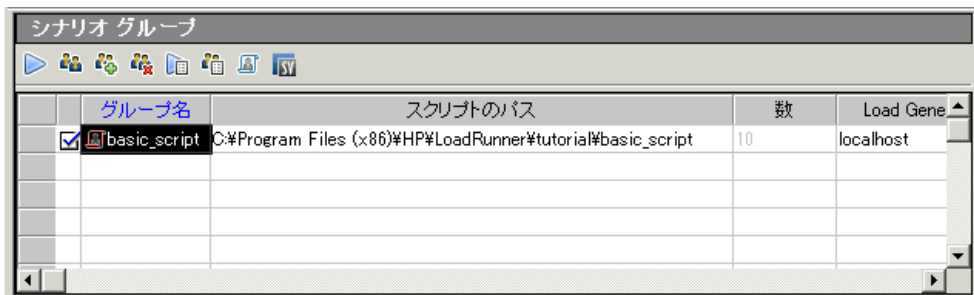 シナリオ グループ
SV
グループ名 スクリプトのパス 数 Load Gene
basic_script C:¥Program Files (x86)¥HP¥LoadRunner¥tutorial¥basic_script 10 localhost